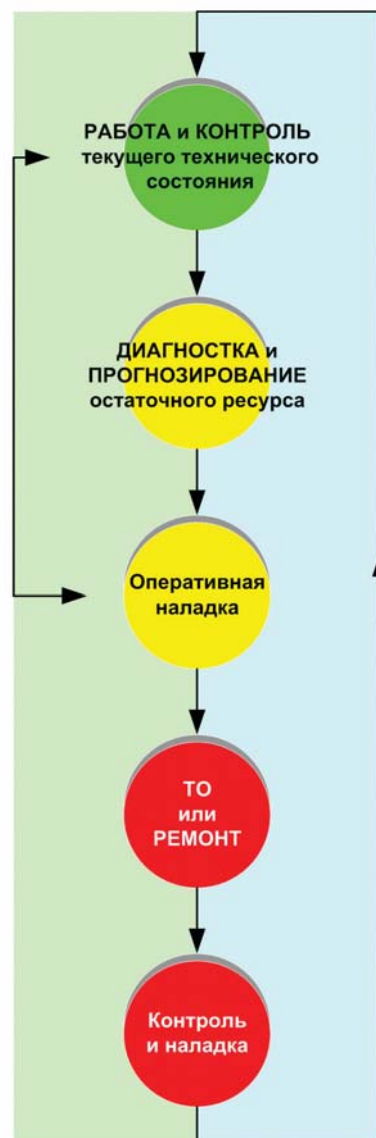 РАБОТА и КОНТРОЛЬ
текущего технического
состояния
ДИАГНОСТКА и
ПРОГНОЗИРОВАНИЕ
остаточного ресурса
Оперативная
наладка
ТО
или
РЕМОНТ
Контроль
и наладка